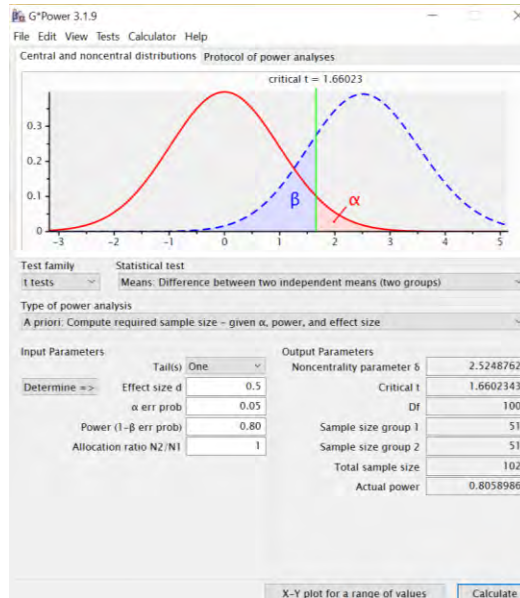 G*Power 3.1.9
File Edit View Tests Calculator Help
Central and noncentral distributions Protocol of power analyses
critical t = 1.66023
0.3
0.2
0.1
0
β
α
-3 -2 -1 0 1 2 3 4 5
Test family Statistical test
t tests Means: Difference between two independent means (two groups)
Type of power analysis
A priori: Compute required sample size - given α, power, and effect size
Input Parameters Output Parameters
Tail(s) One Noncentrality parameter δ 2.5248762
Determine => Effect size d 0.5 Critical t 1.6602343
α err prob 0.05 Df 100
Power (1-β err prob) 0.80 Sample size group 1 51
Allocation ratio N2/N1 1 Sample size group 2 51
Total sample size 102
Actual power 0.8058986
X-Y plot for a range of values Calculate